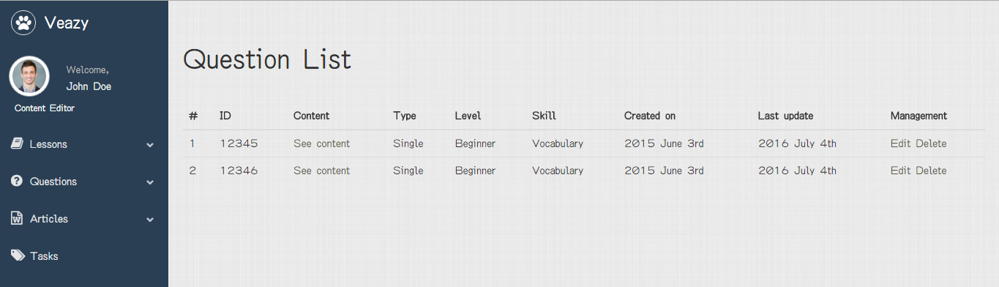 Veazy
Welcome,
John Doe
Content Editor
Lessons
Questions
Articles
Tasks
Question List
# ID Content Type Level Skill Created on Last update Management
1 12345 See content Single Beginner Vocabulary 2015 June 3rd 2016 July 4th Edit Delete
2 12346 See content Single Beginner Vocabulary 2015 June 3rd 2016 July 4th Edit Delete